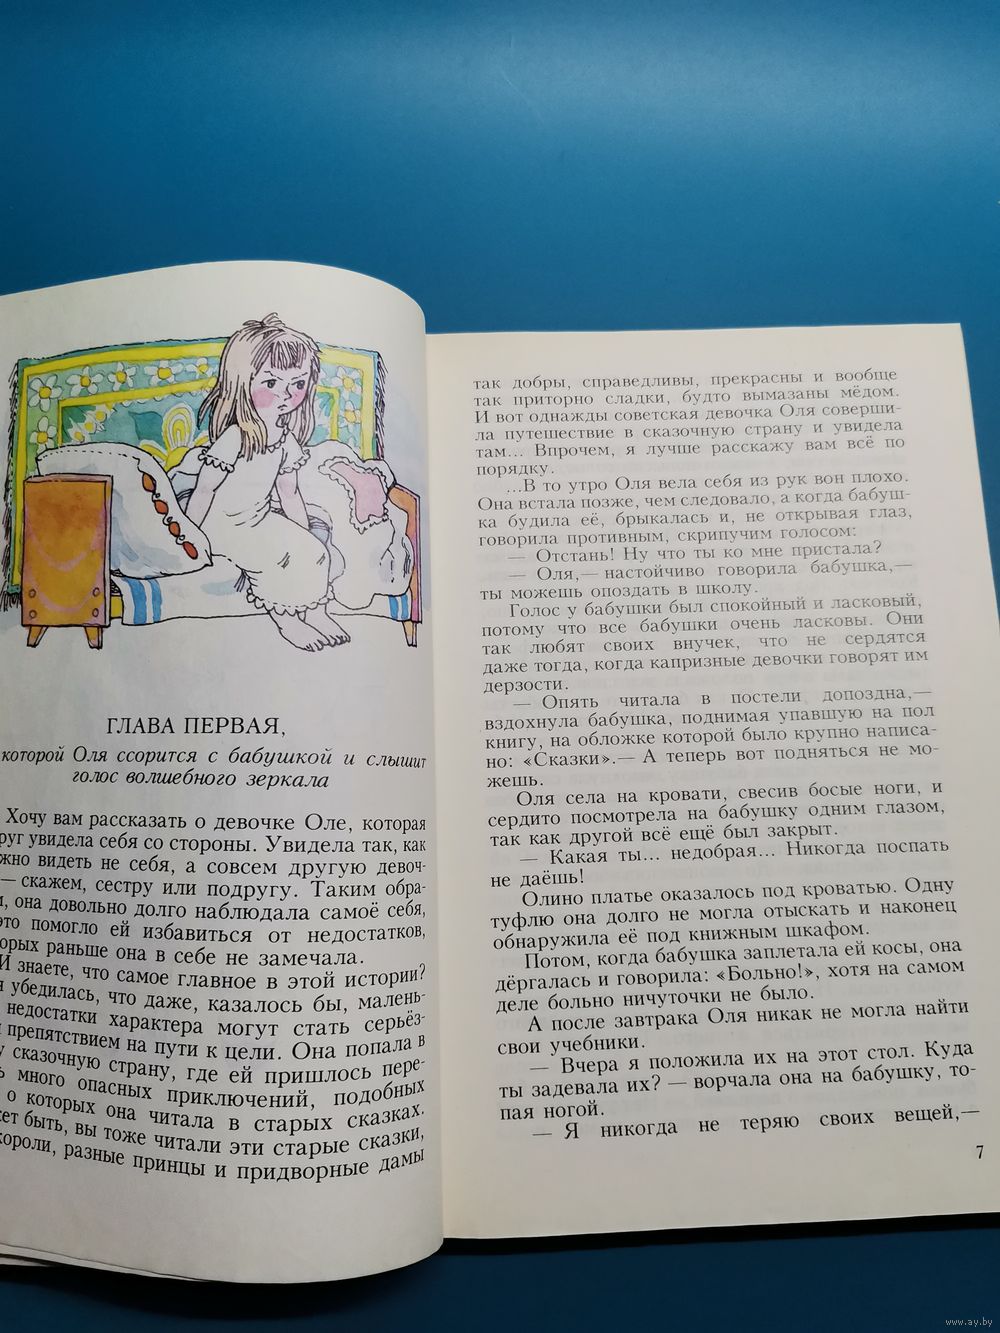 ГЛАВА ПЕРВАЯ,
которой Оля ссорится с бабушкой и слышит
голос волшебного зеркала
Хочу вам рассказать о девочке Оле, которая
увидела себя со стороны. Увидела так, как
видеть не себя, а совсем другую девоч-
— скажем, сестру или подругу. Таким обра-
она довольно долго наблюдала самоё себя,
это помогло ей избавиться от недостатков,
раньше она в себе не замечала.
И знаете, что самое главное в этой истории?
убедилась, что даже, казалось бы, малень-
недостатки характера могут стать серьёз-
препятствием на пути к цели. Она попала в
сказочную страну, где ей пришлось пере-
много опасных приключений, подобных
о которых она читала в старых сказках.
быть, вы тоже читали эти старые сказки,
короли, разные принцы и придворные дамы
так добры, справедливы, прекрасны и вообще
так приторно сладки, будто вымазаны мёдом.
И вот однажды советская девочка Оля соверши-
ла путешествие в сказочную страну и увидела
там... Впрочем, я лучше расскажу вам всё по
порядку.
...В то утро Оля вела себя из рук вон плохо.
Она встала позже, чем следовало, а когда бабуш-
ка будила её, брыкалась и, не открывая глаз,
говорила противным, скрипучим голосом:
— Отстань! Ну что ты ко мне пристала?
— Оля,— настойчиво говорила бабушка,—
ты можешь опоздать в школу.
Голос у бабушки был спокойный и ласковый,
потому что все бабушки очень ласковы. Они
так любят своих внучек, что не сердятся
даже тогда, когда капризные девочки говорят им
дерзости.
— Опять читала в постели допоздна,—
вздохнула бабушка, поднимая упавшую на пол
книгу, на обложке которой было крупно написа-
но: «Сказки».— А теперь вот подняться не мо-
жешь.
Оля села на кровати, свесив босые ноги, и
сердито посмотрела на бабушку одним глазом,
так как другой всё ещё был закрыт.
— Какая ты... недобрая... Никогда поспать
не даёшь!
Олино платье оказалось под кроватью. Одну
туфлю она долго не могла отыскать и наконец
обнаружила её под книжным шкафом.
Потом, когда бабушка заплетала ей косы, она
дёргалась и говорила: «Больно!», хотя на самом
деле больно ничуточки не было.
А после завтрака Оля никак не могла найти
свои учебники.
— Вчера я положила их на этот стол. Куда
ты задевала их? — ворчала она на бабушку, то-
пая ногой.
— Я никогда не теряю своих вещей,—
7
www.ay.by